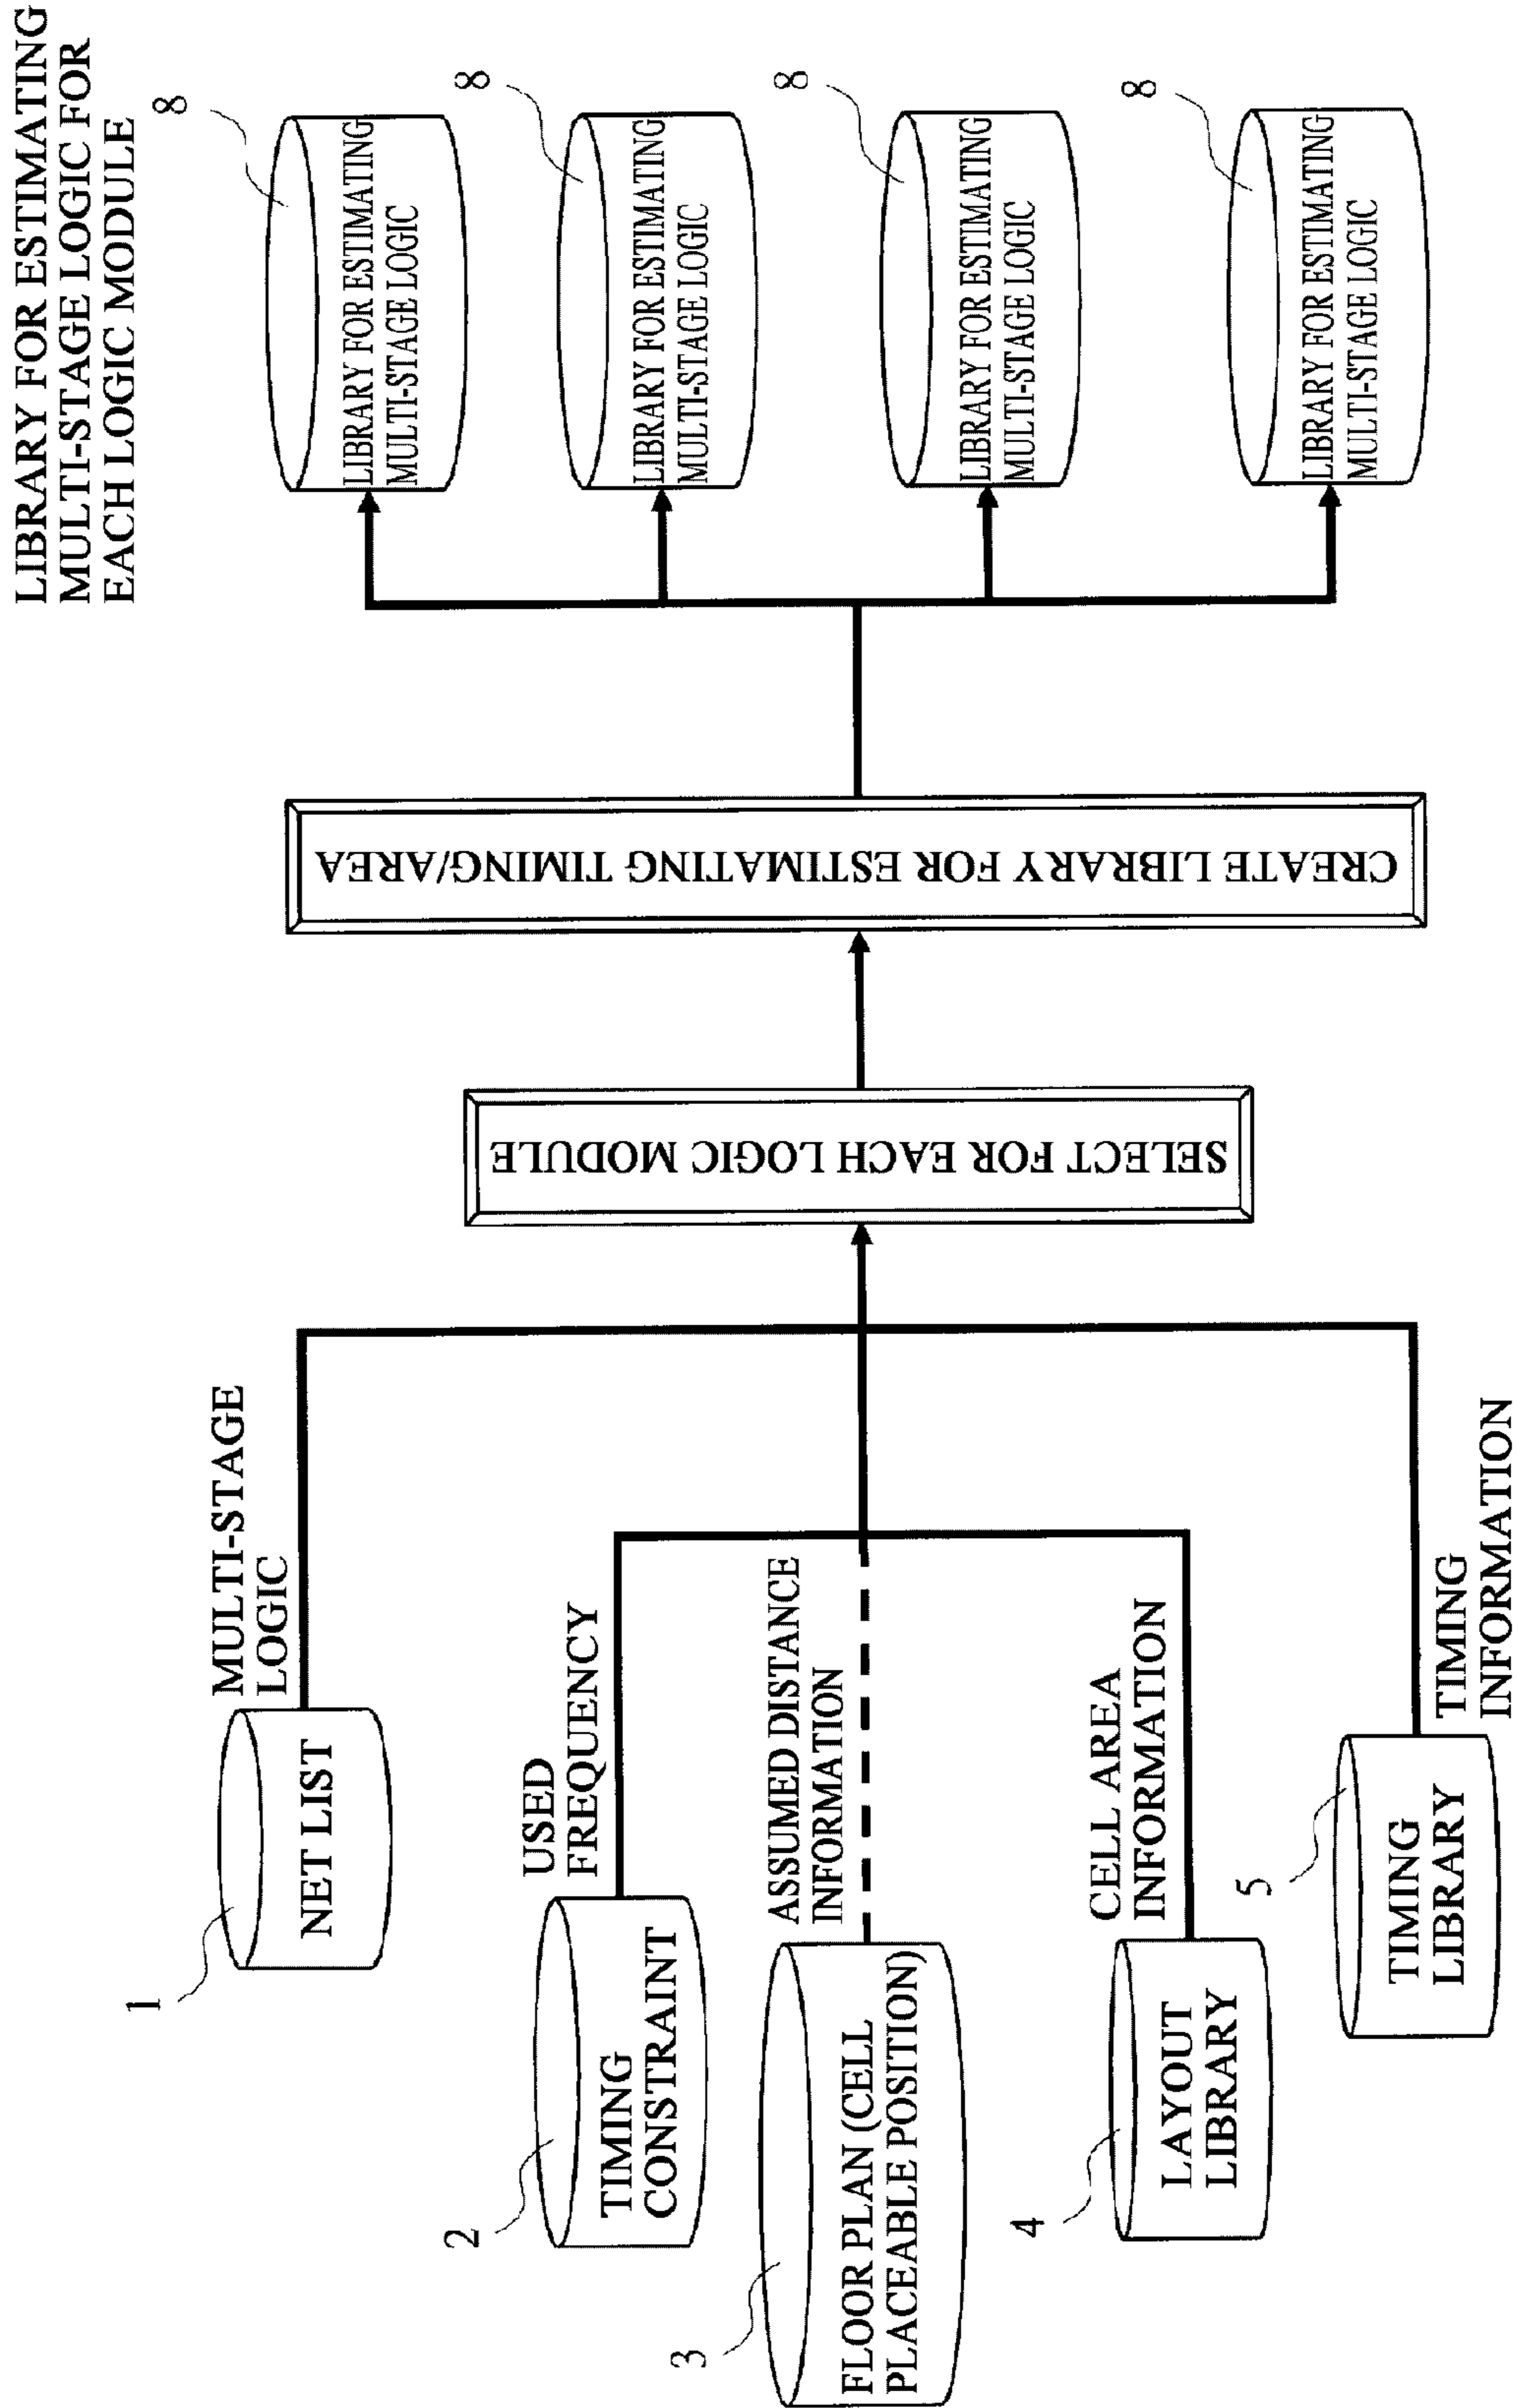 1
NET LIST
MULTI-STAGE
LOGIC
2
TIMING
CONSTRAINT
USED
FREQUENCY
3
FLOOR PLAN (CELL
PLACEABLE POSITION)
ASSUMED DISTANCE
INFORMATION
4
LAYOUT
LIBRARY
CELL AREA
INFORMATION
5
TIMING
LIBRARY
TIMING
INFORMATION
SELECT FOR EACH LOGIC MODULE
CREATE LIBRARY FOR ESTIMATING TIMING/AREA
LIBRARY FOR ESTIMATING
MULTI-STAGE LOGIC FOR
EACH LOGIC MODULE
8
LIBRARY FOR ESTIMATING
MULTI-STAGE LOGIC
8
LIBRARY FOR ESTIMATING
MULTI-STAGE LOGIC
8
LIBRARY FOR ESTIMATING
MULTI-STAGE LOGIC
8
LIBRARY FOR ESTIMATING
MULTI-STAGE LOGIC